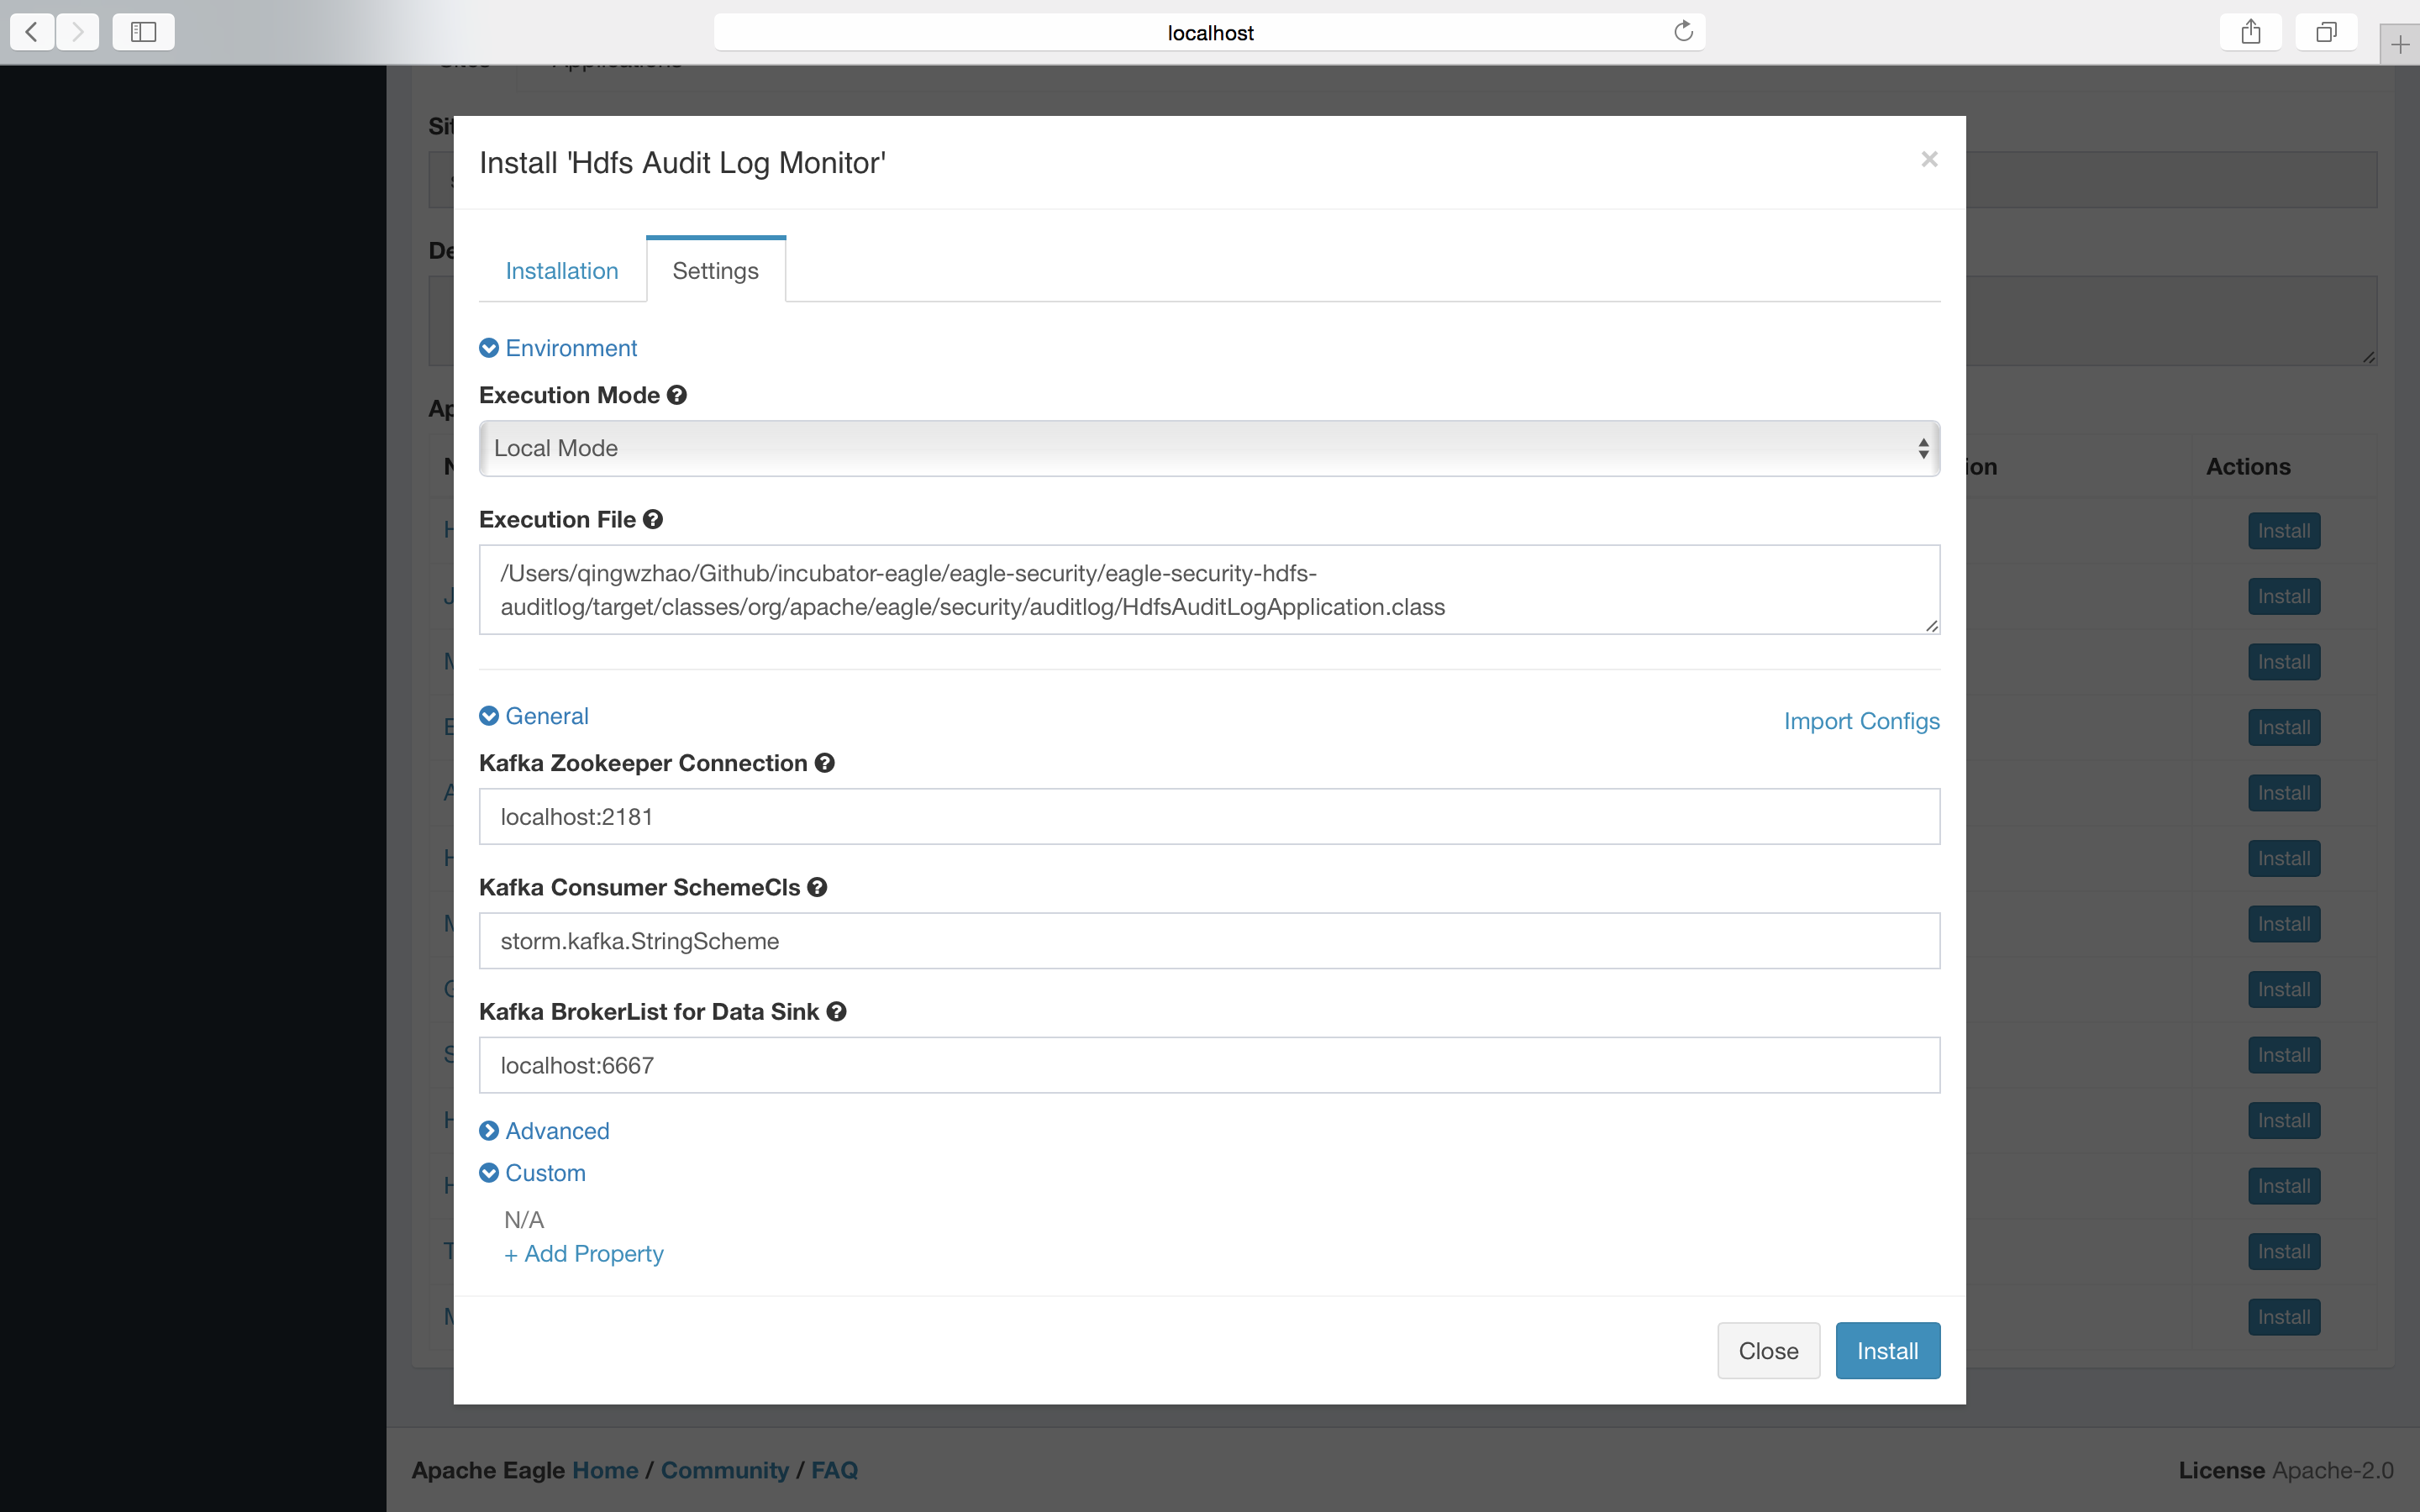 localhost
Install 'Hdfs Audit Log Monitor'
×
Installation
Settings
Environment
Execution Mode
Local Mode
Execution File
/Users/qingwzhao/Github/incubator-eagle/eagle-security/eagle-security-hdfs-
auditlog/target/classes/org/apache/eagle/security/auditlog/HdfsAuditLogApplication.class
General
Import Configs
Kafka Zookeeper Connection
localhost:2181
Kafka Consumer SchemeCls
storm.kafka.StringScheme
Kafka BrokerList for Data Sink
localhost:6667
Advanced
Custom
N/A
+ Add Property
Close
Install
Actions
Install
Install
Install
Install
Install
Install
Install
Install
Install
Install
Install
Install
Install
Apache Eagle Home / Community / FAQ
License Apache-2.0